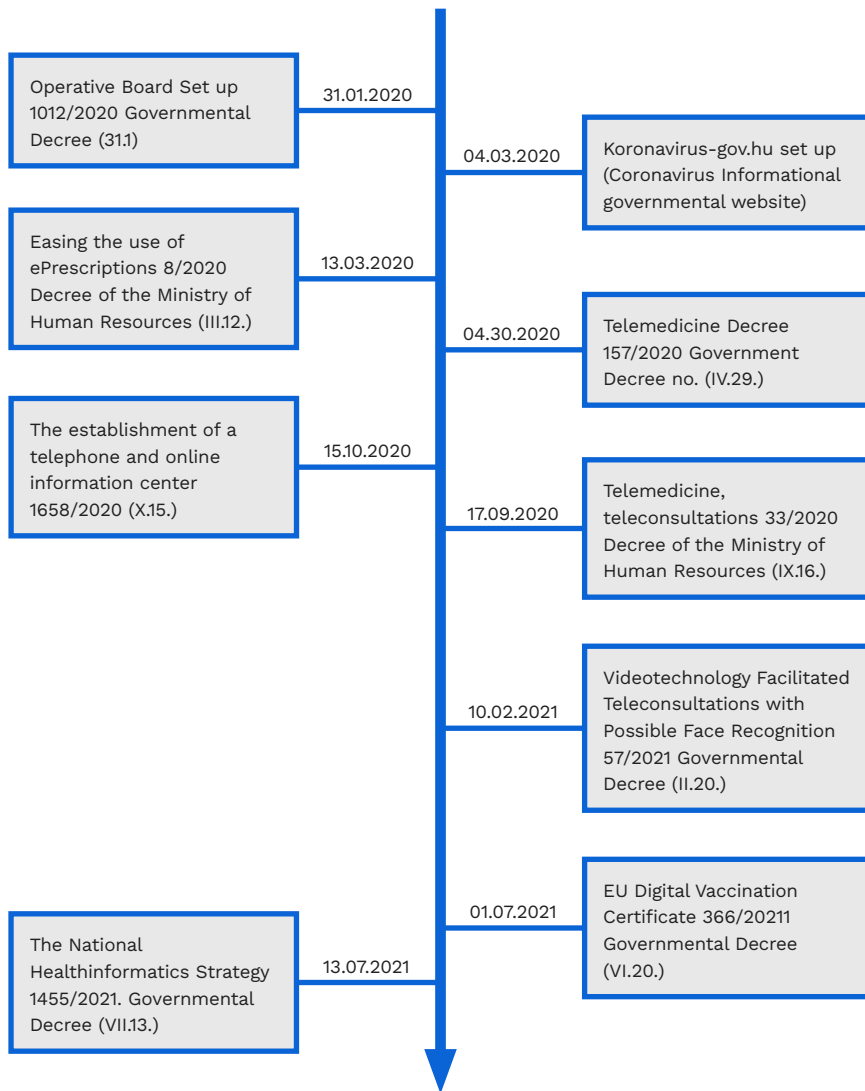 Operative Board Set up
1012/2020 Governmental
Decree (31.1)
31.01.2020
04.03.2020
Koronavirus-gov.hu set up
(Coronavirus Informational
governmental website)
Easing the use of
ePrescriptions 8/2020
Decree of the Ministry of
Human Resources (III.12.)
13.03.2020
04.30.2020
Telemedicine Decree
157/2020 Government
Decree no. (IV.29.)
The establishment of a
telephone and online
information center
1658/2020 (X.15.)
15.10.2020
17.09.2020
Telemedicine,
teleconsultations 33/2020
Decree of the Ministry of
Human Resources (IX.16.)
10.02.2021
Videotechnology Facilitated
Teleconsultations with
Possible Face Recognition
57/2021 Governmental
Decree (II.20.)
01.07.2021
EU Digital Vaccination
Certificate 366/20211
Governmental Decree
(VI.20.)
The National
Healthinformatics Strategy
1455/2021. Governmental
Decree (VII.13.)
13.07.2021